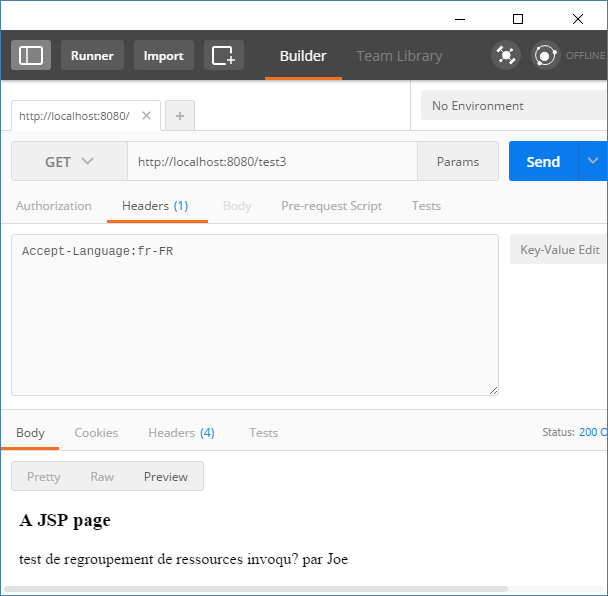 Runner Import Builder Team Library OFFLINE
http://localhost:8080/ No Environment
GET http://localhost:8080/test3 Params Send
Authorization Headers (1) Body Pre-request Script Tests
Accept-Language:fr-FR Key-Value Edit
Body Cookies Headers (4) Tests Status: 200 O
Pretty Raw Preview
A JSP page
test de regroupement de ressources invoqu? par Joe